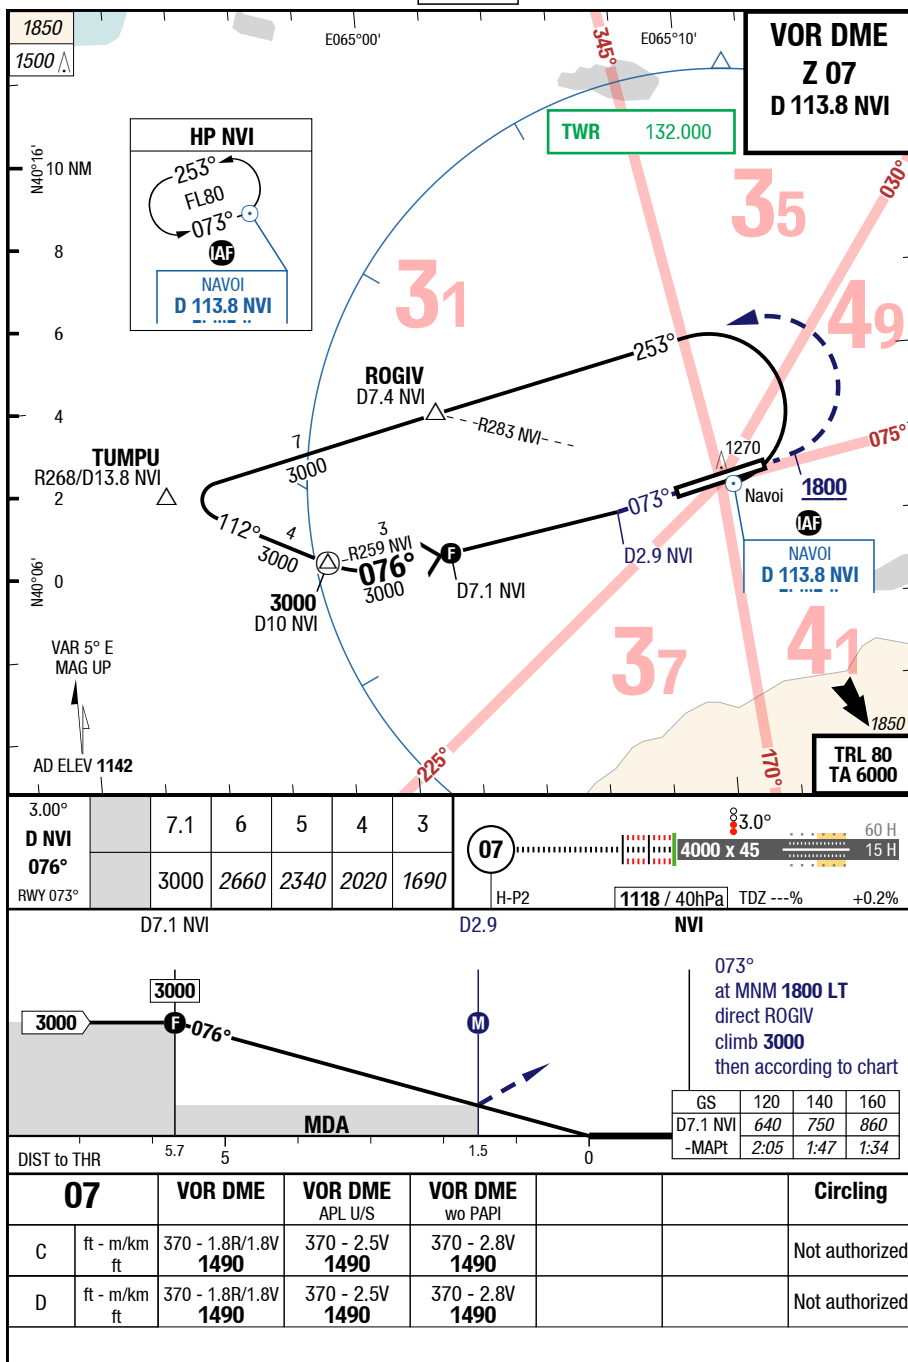 1850
1500
E065°00'
E065°10'
345°
VOR DME
Z 07
D 113.8 NVI
TWR 132.000
HP NVI
253°
FL80
073°
IAF
NAVOI
D 113.8 NVI
N40°16'
10 NM
8
6
4
2
0
N40°06'
31
35
49
37
41
030°
075°
170°
225°
253°
ROGIV
D7.4 NVI
R283 NVI
7
3000
TUMPU
R268/D13.8 NVI
112°
4
3000
3
R259 NVI
076°
3000
3000
D10 NVI
F
D7.1 NVI
073°
D2.9 NVI
1270
Navoi
1800
IAF
NAVOI
D 113.8 NVI
VAR 5° E
MAG UP
AD ELEV 1142
1850
TRL 80
TA 6000
3.00°
D NVI
076°
RWY 073°
7.1 6 5 4 3
3000 2660 2340 2020 1690
07
H-P2
3.0°
4000 x 45
60 H
15 H
1118 / 40hPa TDZ ---% +0.2%
D7.1 NVI D2.9 NVI
3000
3000
F
076°
M
MDA
073°
at MNM 1800 LT
direct ROGIV
climb 3000
then according to chart
GS 120 140 160
D7.1 NVI 640 750 860
-MAPt 2:05 1:47 1:34
DIST to THR 5.7 5 1.5 0
07 VOR DME VOR DME APL U/S VOR DME wo PAPI Circling
C ft - m/km 370 - 1.8R/1.8V 370 - 2.5V 370 - 2.8V Not authorized
ft 1490 1490 1490
D ft - m/km 370 - 1.8R/1.8V 370 - 2.5V 370 - 2.8V Not authorized
ft 1490 1490 1490